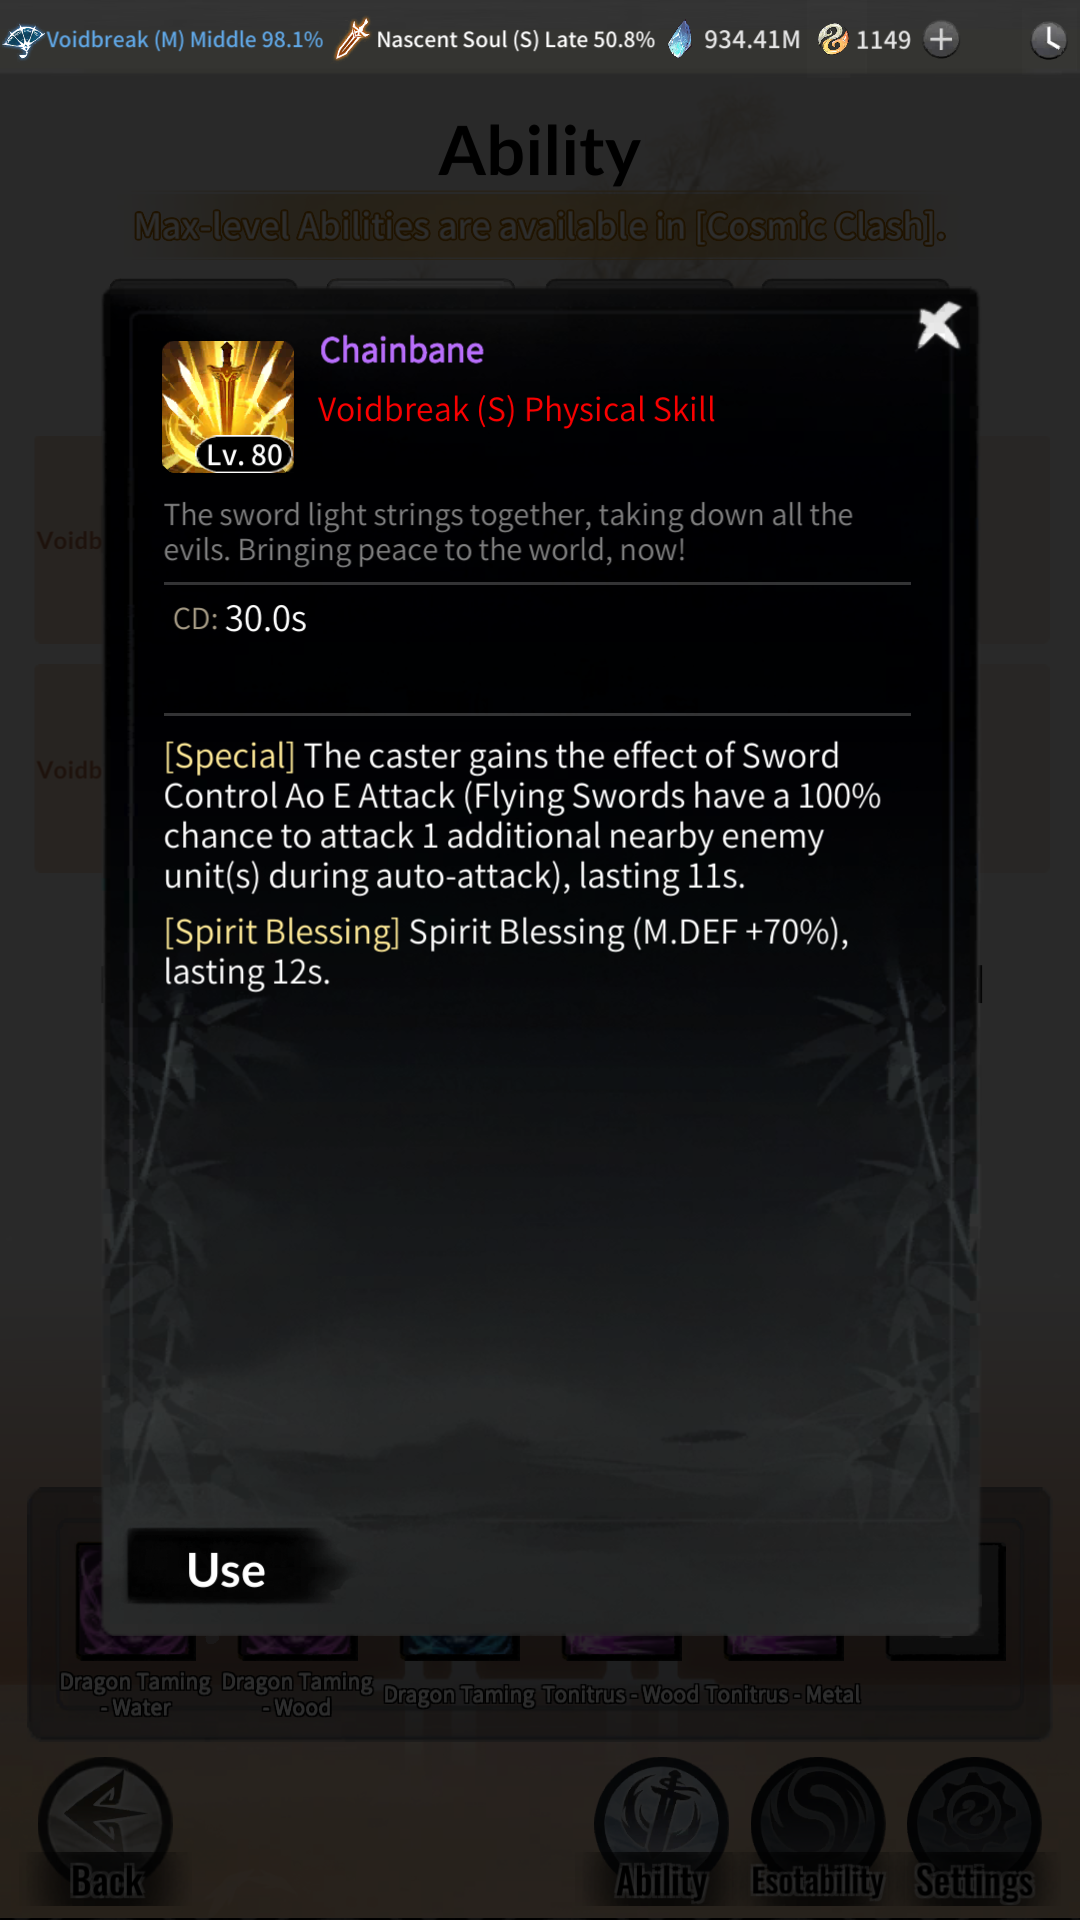 Voidbreak (M) Middle 98.1% Nascent Soul (S) Late 50.8% 934.41M 1149
Ability
Max-level Abilities are available in [Cosmic Clash].
Chainbane
Voidbreak (S) Physical Skill
Lv. 80
The sword light strings together, taking down all the
evils. Bringing peace to the world, now!
Voidb
CD: 30.0s
[Special] The caster gains the effect of Sword
Voidb
Control Ao E Attack (Flying Swords have a 100%
chance to attack 1 additional nearby enemy
unit(s) during auto-attack), lasting 11s.
[Spirit Blessing] Spirit Blessing (M.DEF +70%),
lasting 12s.
Use
Dragon Taming
- Water
Dragon Taming
- Wood
Dragon Taming
Tonitrus - Wood
Tonitrus - Metal
Back
Ability
Esotability
Settings